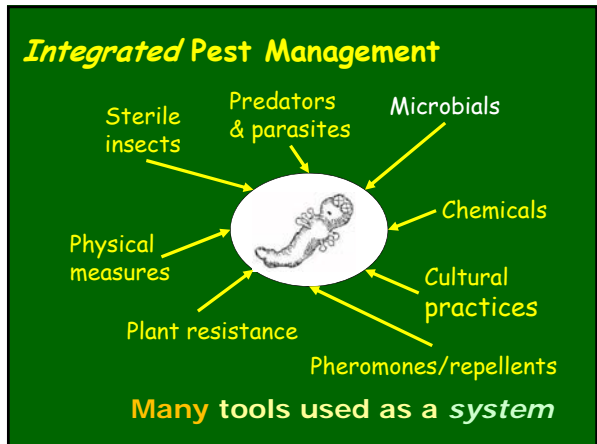 Integrated Pest Management
Sterile
insects
Predators
& parasites
Microbials
Chemicals
Physical
measures
Cultural
practices
Plant resistance
Pheromones/repellents
Many tools used as a system